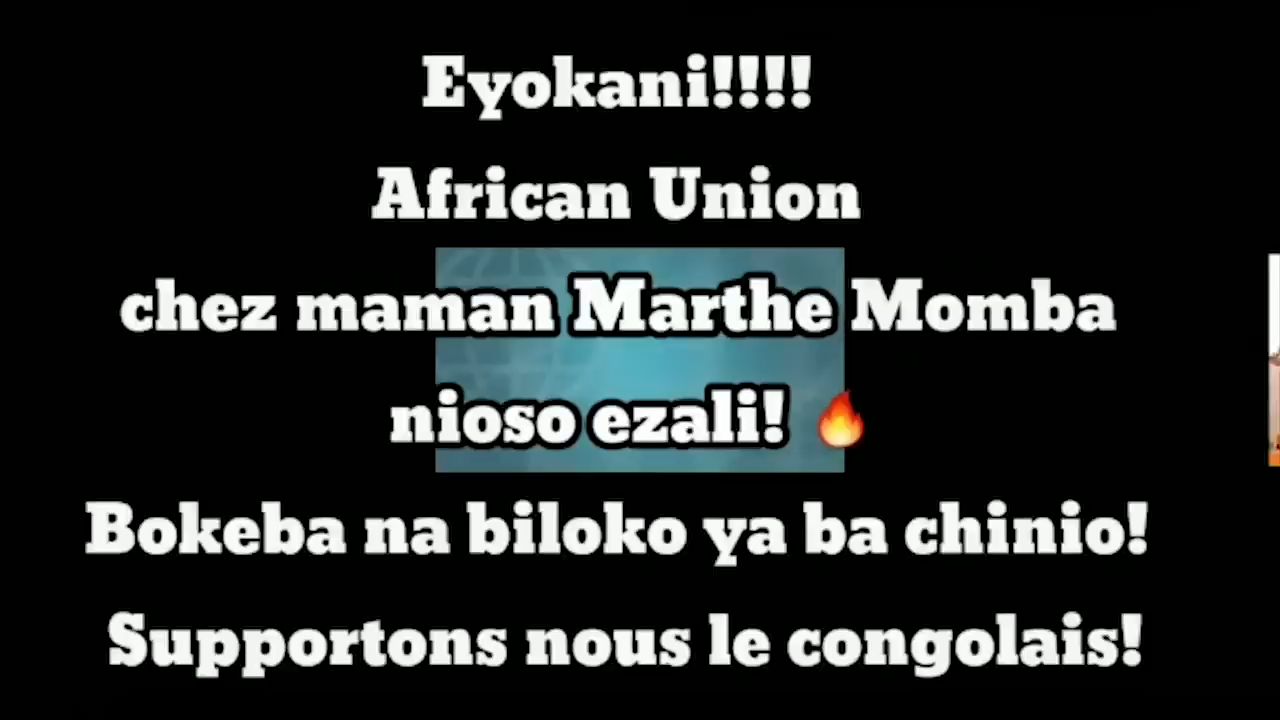 Eyokani!!!!
African Union
chez maman Marthe Momba
nioso ezali! 🔥
Bokeba na biloko ya ba chinio!
Supportons nous le congolais!